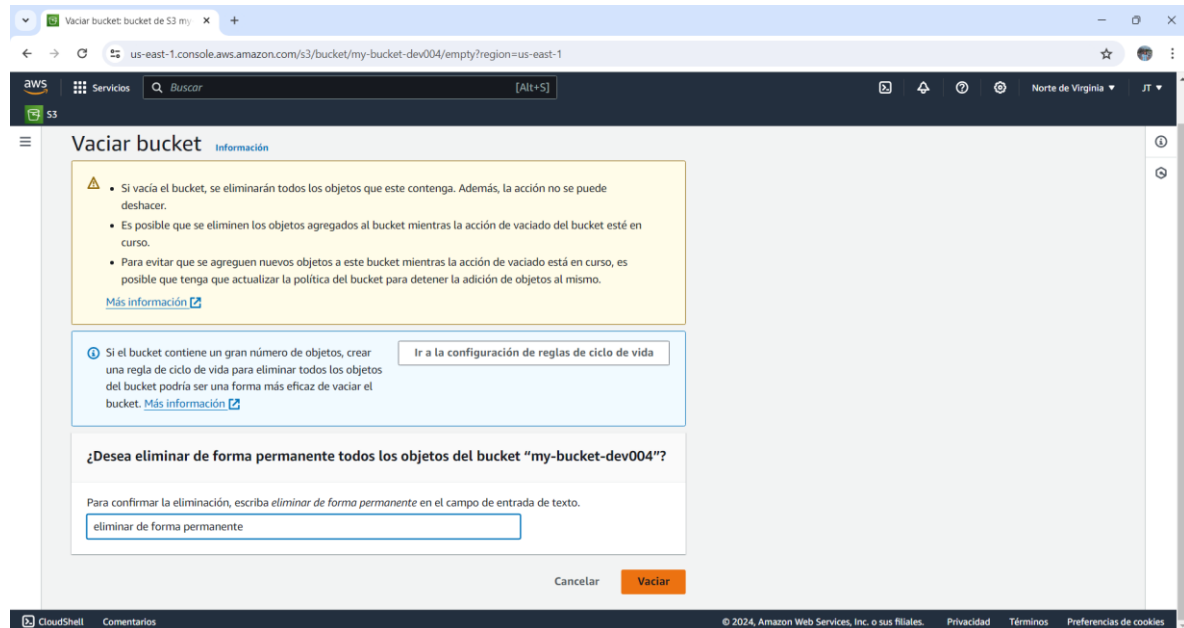 Vaciar bucket: bucket de S3 my
us-east-1.console.aws.amazon.com/s3/bucket/my-bucket-dev004/empty?region=us-east-1
aws
Servicios
Buscar
[Alt+S]
Norte de Virginia
JT
S3
Vaciar bucket
Información
Si vacía el bucket, se eliminarán todos los objetos que este contenga. Además, la acción no se puede
deshacer.
Es posible que se eliminen los objetos agregados al bucket mientras la acción de vaciado del bucket esté en
curso.
Para evitar que se agreguen nuevos objetos a este bucket mientras la acción de vaciado está en curso, es
posible que tenga que actualizar la política del bucket para detener la adición de objetos al mismo.
Más información
Si el bucket contiene un gran número de objetos, crear
una regla de ciclo de vida para eliminar todos los objetos
del bucket podría ser una forma más eficaz de vaciar el
bucket. Más información
Ir a la configuración de reglas de ciclo de vida
¿Desea eliminar de forma permanente todos los objetos del bucket “my-bucket-dev004”?
Para confirmar la eliminación, escriba eliminar de forma permanente en el campo de entrada de texto.
eliminar de forma permanente
Cancelar
Vaciar
CloudShell
Comentarios
© 2024, Amazon Web Services, Inc. o sus filiales.
Privacidad
Términos
Preferencias de cookies